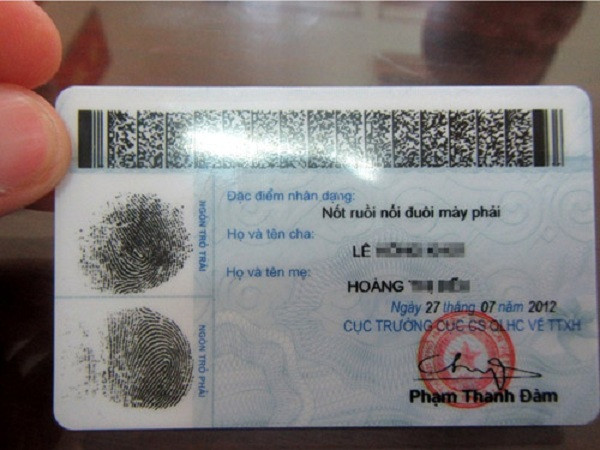 Đặc điểm nhân dạng:
Nốt ruồi nổi đuôi mày phải
Họ và tên cha:
LÊ
Họ và tên mẹ:
HOÀNG
Ngày 27 tháng 07 năm 2012
CỤC TRƯỞNG CỤC CS QLHC VỀ TTXH
Phạm Thanh Đàm
NGÓN TRỎ TRÁI
NGÓN TRỎ PHẢI